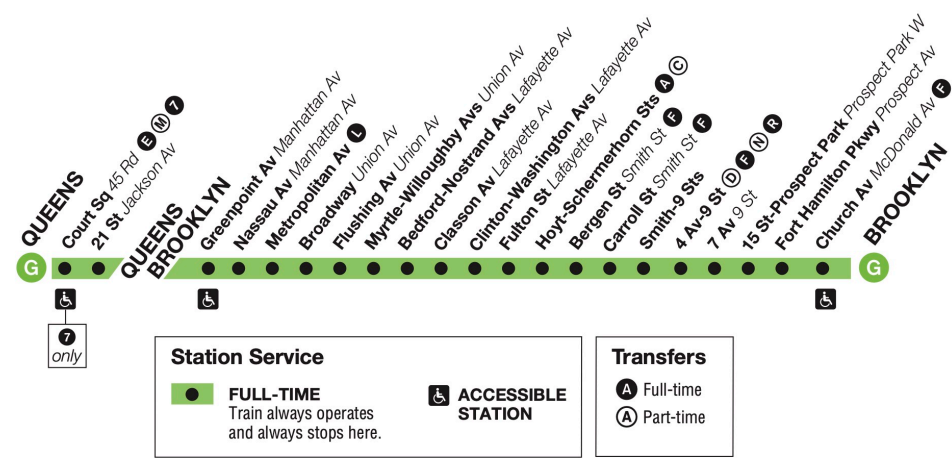 QUEENS
Court Sq 45 Rd E M 7
21 St Jackson Av
QUEENS
BROOKLYN
Greenpoint Av Manhattan Av
Nassau Av Manhattan Av
Metropolitan Av L
Broadway Union Av
Flushing Av Union Av
Myrtle-Willoughby Avs Union Av
Bedford-Nostrand Avs Lafayette Av
Classon Av Lafayette Av
Clinton-Washington Avs Lafayette Av
Fulton St Lafayette Av
Hoyt-Schermerhorn Sts A C
Bergen St Smith St F
Carroll St Smith St F
Smith-9 Sts
4 Av-9 St D F N R
7 Av 9 St
15 St-Prospect Park Prospect Park W
Fort Hamilton Pkwy Prospect Av
Church Av McDonald Av F
BROOKLYN
G
G
7
only
Station Service
FULL-TIME
Train always operates
and always stops here.
ACCESSIBLE
STATION
Transfers
A Full-time
A Part-time